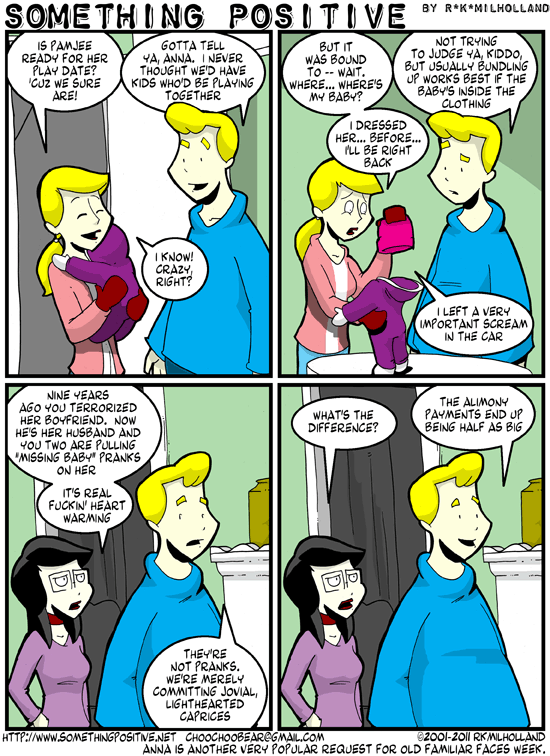 SOMETHING POSITIVE BY R*K*MILHOLLAND
IS PAMJEE
READY FOR HER
PLAY DATE?
'CUZ WE SURE
ARE!
GOTTA TELL
YA, ANNA. I NEVER
THOUGHT WE'D HAVE
KIDS WHO'D BE PLAYING
TOGETHER
I KNOW!
CRAZY,
RIGHT?
BUT IT
WAS BOUND
TO -- WAIT.
WHERE... WHERE'S
MY BABY?
NOT TRYING
TO JUDGE YA, KIDDO,
BUT USUALLY BUNDLING
UP WORKS BEST IF THE
BABY'S INSIDE THE
CLOTHING
I DRESSED
HER... BEFORE...
I'LL BE RIGHT
BACK
I LEFT A VERY
IMPORTANT SCREAM
IN THE CAR
NINE YEARS
AGO YOU TERRORIZED
HER BOYFRIEND. NOW
HE'S HER HUSBAND AND
YOU TWO ARE PULLING
"MISSING BABY" PRANKS
ON HER
IT'S REAL
FUCKIN' HEART
WARMING
THEY'RE
NOT PRANKS.
WE'RE MERELY
COMMITTING JOVIAL,
LIGHTHEARTED
CAPRICES
WHAT'S THE
DIFFERENCE?
THE ALIMONY
PAYMENTS END UP
BEING HALF AS BIG
HTTP://WWW.SOMETHINGPOSITIVE.NET CHOOCHOOBEAR@GMAIL.COM ©2001-2011 RKMILHOLLAND
ANNA IS ANOTHER VERY POPULAR REQUEST FOR OLD FAMILIAR FACES WEEK.